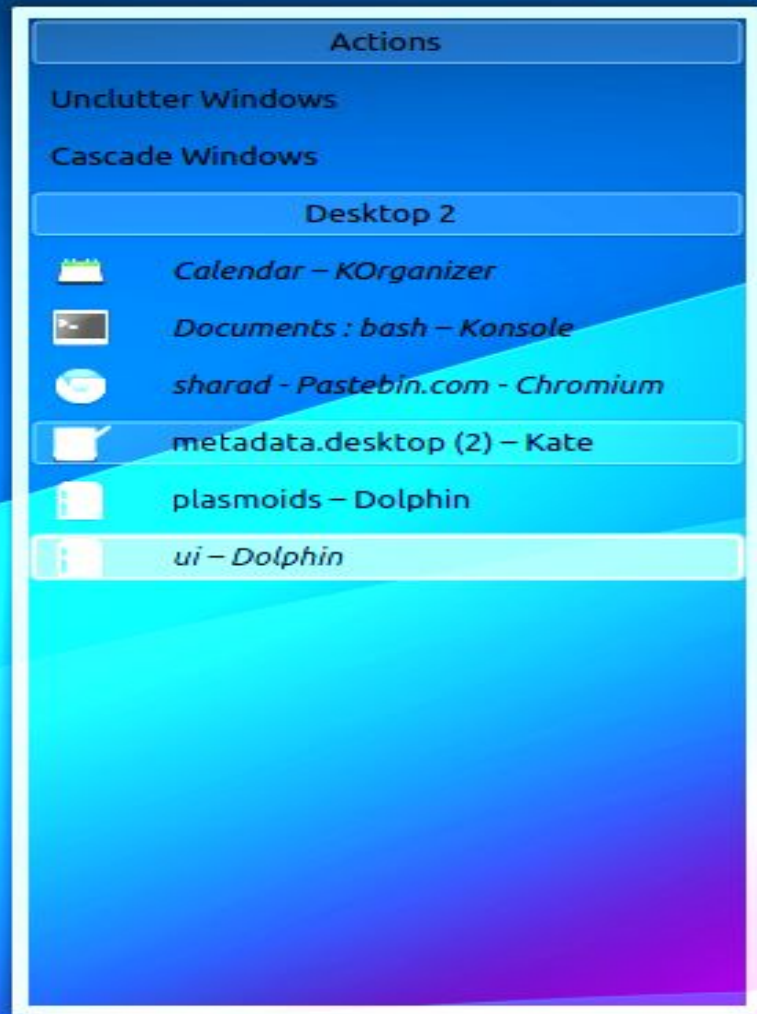 Actions
Unclutter Windows
Cascade Windows
Desktop 2
Calendar – KOrganizer
Documents : bash – Konsole
sharad - Pastebin.com - Chromium
metadata.desktop (2) – Kate
plasmoids – Dolphin
ui – Dolphin